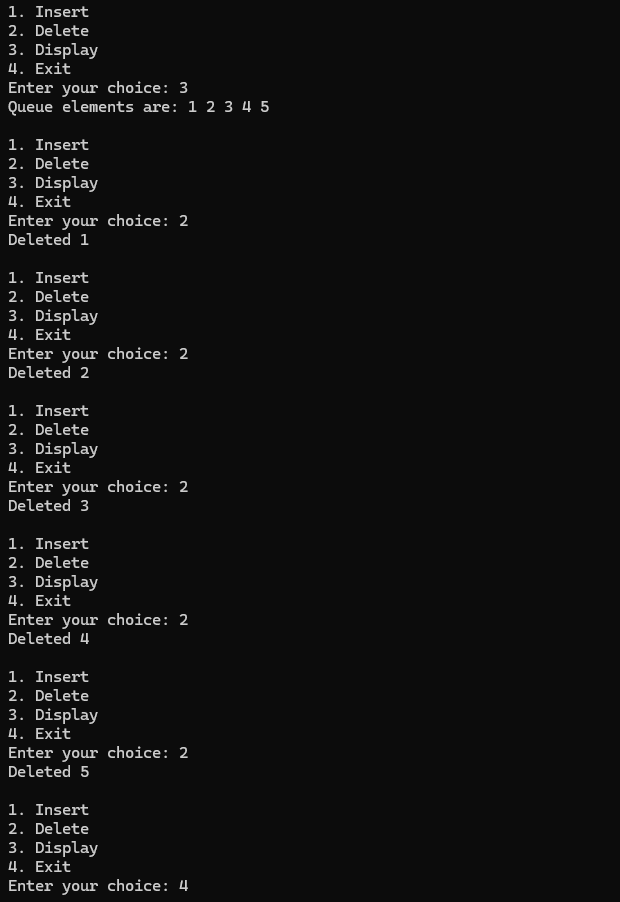 1. Insert
2. Delete
3. Display
4. Exit
Enter your choice: 3
Queue elements are: 1 2 3 4 5

1. Insert
2. Delete
3. Display
4. Exit
Enter your choice: 2
Deleted 1

1. Insert
2. Delete
3. Display
4. Exit
Enter your choice: 2
Deleted 2

1. Insert
2. Delete
3. Display
4. Exit
Enter your choice: 2
Deleted 3

1. Insert
2. Delete
3. Display
4. Exit
Enter your choice: 2
Deleted 4

1. Insert
2. Delete
3. Display
4. Exit
Enter your choice: 2
Deleted 5

1. Insert
2. Delete
3. Display
4. Exit
Enter your choice: 4